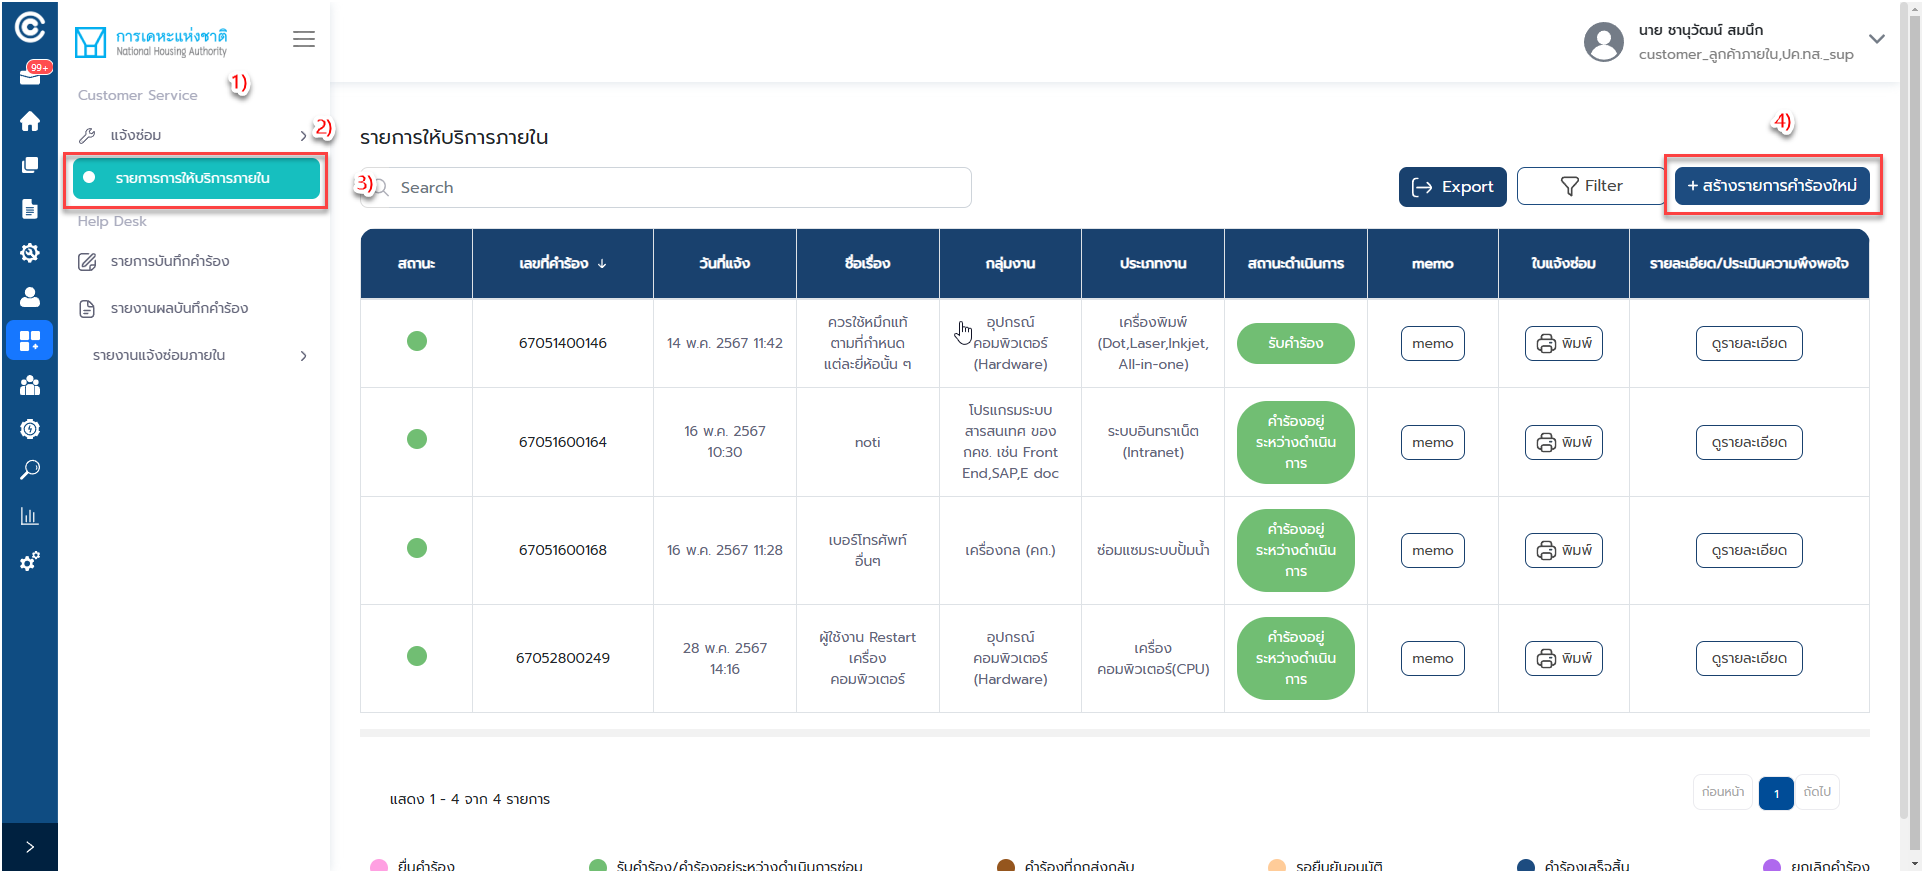 99+
การเคหะแห่งชาติ
National Housing Authority
Customer Service
1)
แจ้งซ่อม
2)
รายการการให้บริการภายใน
Help Desk
รายการบันทึกคำร้อง
รายงานผลบันทึกคำร้อง
รายงานแจ้งซ่อมภายใน
นาย ชานุวัฒน์ สมนึก
customer_ลูกค้าภายใน,ปค.ทส._sup
รายการให้บริการภายใน
4)
3)
Search
Export
Filter
+ สร้างรายการคำร้องใหม่
สถานะ เลขที่คำร้อง ↓ วันที่แจ้ง ชื่อเรื่อง กลุ่มงาน ประเภทงาน สถานะดำเนินการ memo ใบแจ้งซ่อม รายละเอียด/ประเมินความพึงพอใจ
67051400146
14 พ.ค. 2567 11:42
ควรใช้หมึกแท้
ตามที่กำหนด
แต่ละยี่ห้อนั้น ๆ
อุปกรณ์
คอมพิวเตอร์
(Hardware)
เครื่องพิมพ์
(Dot,Laser,Inkjet,
All-in-one)
รับคำร้อง
memo
พิมพ์
ดูรายละเอียด
67051600164
16 พ.ค. 2567
10:30
noti
โปรแกรมระบบ
สารสนเทศ ของ
กคช. เช่น Front
End,SAP,E doc
ระบบอินทราเน็ต
(Intranet)
คำร้องอยู่
ระหว่างดำเนิน
การ
memo
พิมพ์
ดูรายละเอียด
67051600168
16 พ.ค. 2567 11:28
เบอร์โทรศัพท์
อื่นๆ
เครื่องกล (คก.)
ซ่อมแซมระบบปั้มน้ำ
คำร้องอยู่
ระหว่างดำเนิน
การ
memo
พิมพ์
ดูรายละเอียด
67052800249
28 พ.ค. 2567
14:16
ผู้ใช้งาน Restart
เครื่อง
คอมพิวเตอร์
อุปกรณ์
คอมพิวเตอร์
(Hardware)
เครื่อง
คอมพิวเตอร์(CPU)
คำร้องอยู่
ระหว่างดำเนิน
การ
memo
พิมพ์
ดูรายละเอียด
แสดง 1 - 4 จาก 4 รายการ
ก่อนหน้า 1 ถัดไป
ยื่นคำร้อง รับคำร้อง/คำร้องอยู่ระหว่างดำเนินการซ่อม คำร้องที่ถูกส่งกลับ รอยืนยันอนุมัติ คำร้องเสร็จสิ้น ยกเลิกคำร้อง